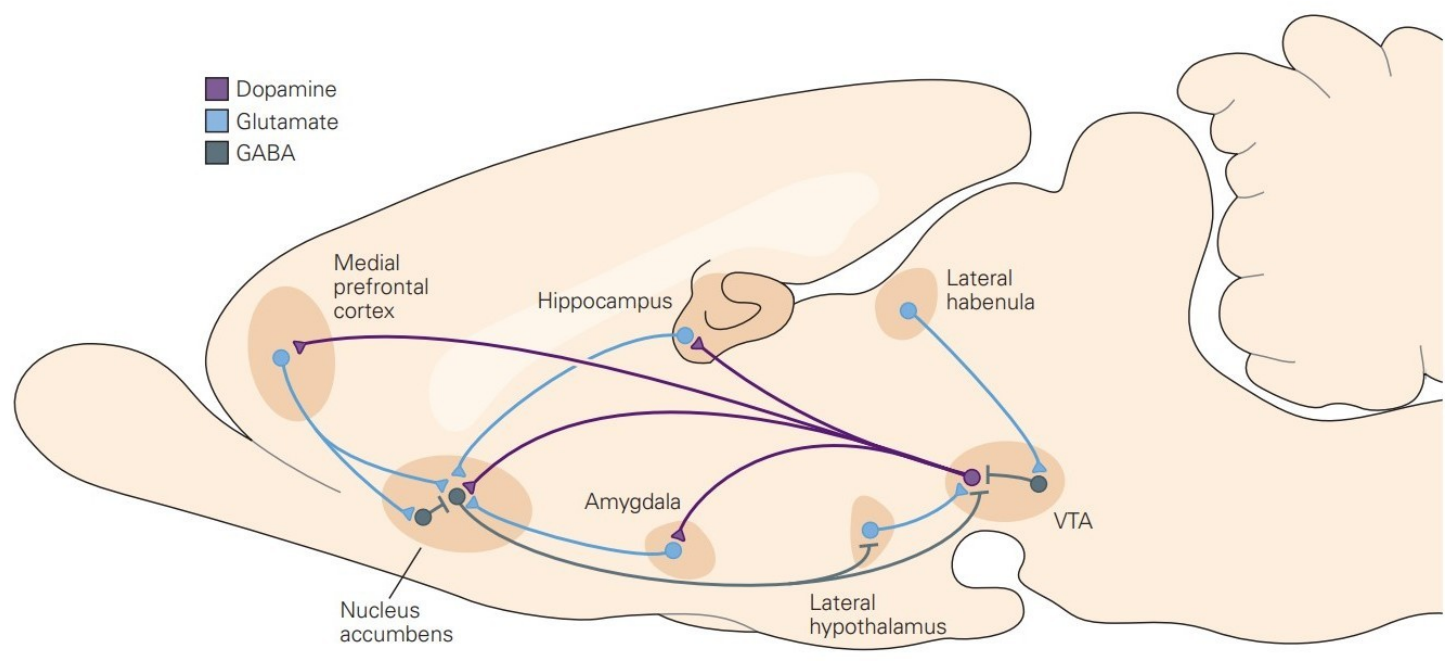 Dopamine
Glutamate
GABA
Medial
prefrontal
cortex
Hippocampus
Lateral
habenula
Amygdala
VTA
Nucleus
accumbens
Lateral
hypothalamus